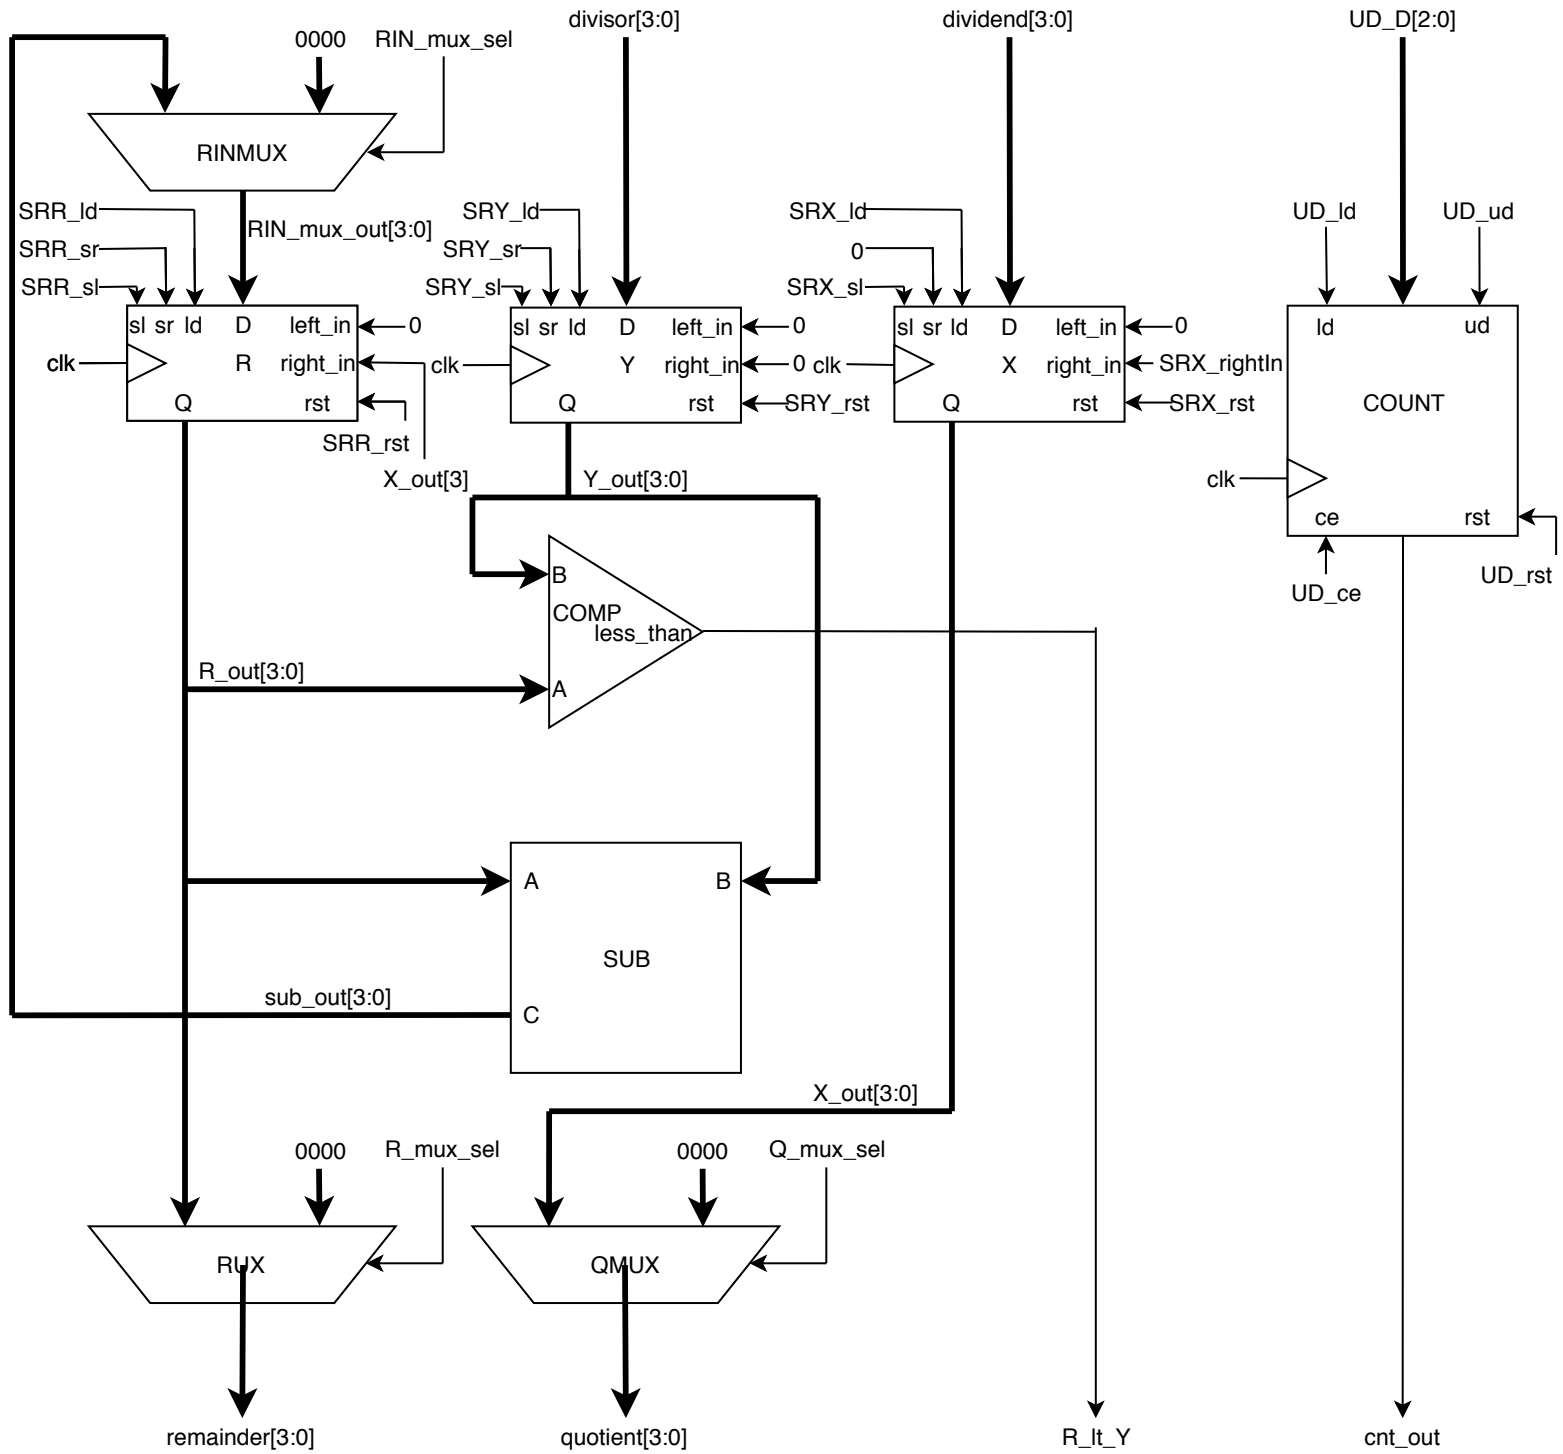 divisor[3:0]
dividend[3:0]
UD_D[2:0]
0000
RIN_mux_sel
RINMUX
SRR_ld
SRR_sr
SRR_sl
RIN_mux_out[3:0]
SRY_ld
SRY_sr
SRY_sl
SRX_ld
0
SRX_sl
UD_ld
UD_ud
sl sr ld D left_in
0
clk
R right_in
Q rst
SRR_rst
X_out[3]
sl sr ld D left_in
0
clk
Y right_in
0
Q rst
SRY_rst
Y_out[3:0]
sl sr ld D left_in
0
clk
X right_in
SRX_rightIn
Q rst
SRX_rst
ld ud
COUNT
clk
ce rst
UD_ce
UD_rst
B
COMP
less_than
A
R_out[3:0]
A B
SUB
C
sub_out[3:0]
X_out[3:0]
0000
R_mux_sel
0000
Q_mux_sel
RUX
QMUX
remainder[3:0]
quotient[3:0]
R_lt_Y
cnt_out